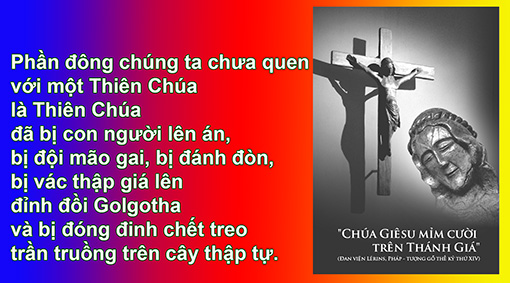 Phần đông chúng ta chưa quen
với một Thiên Chúa
là Thiên Chúa
đã bị con người lên án,
bị đội mão gai, bị đánh đòn,
bị vác thập giá lên
đỉnh đồi Golgotha
và bị đóng đinh chết treo
trần truồng trên cây thập tự.
"CHÚA GIÊSU MỈM CƯỜI
TRÊN THÁNH GIÁ"
(ĐAN VIỆN LÉRINS, PHÁP - TƯỢNG GỖ THẾ KỶ THỨ XIV)